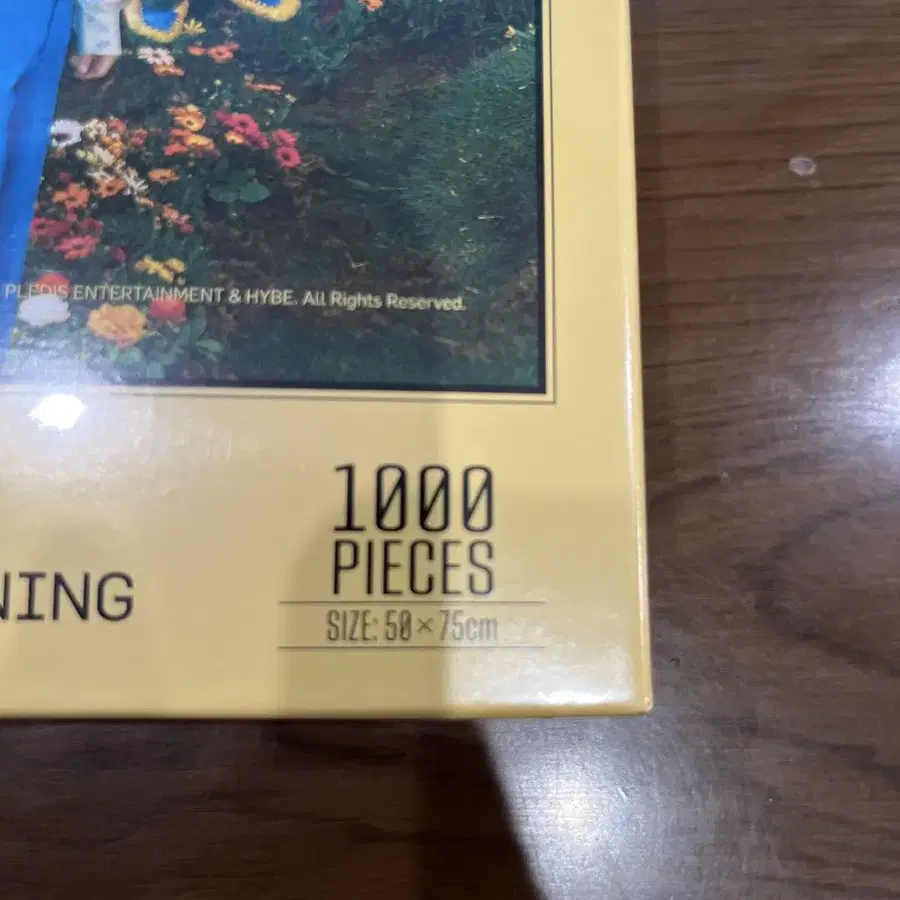 PLEDIS ENTERTAINMENT & HYBE. All Rights Reserved.
1000
PIECES
NING
SIZE: 50 × 75cm